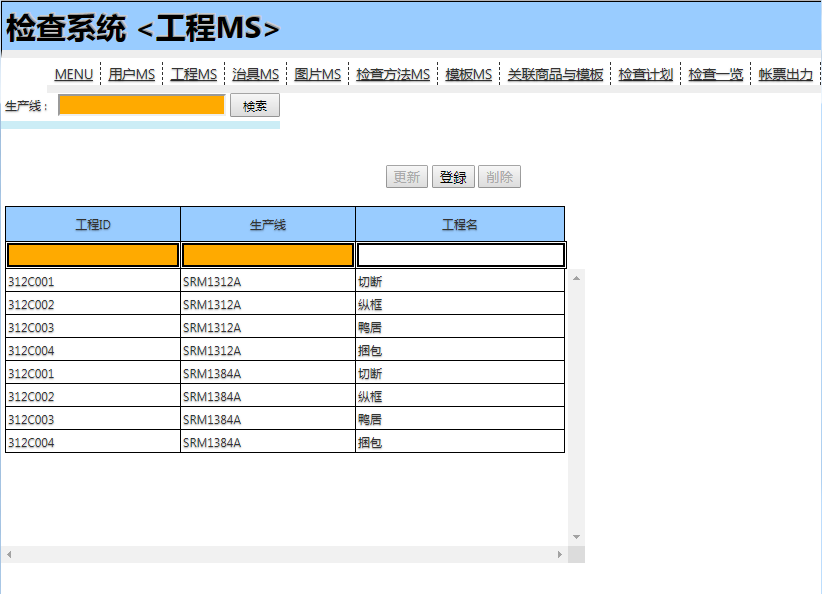 检查系统 <工程MS>
MENU 用户MS 工程MS 治具MS 图片MS 检查方法MS 模板MS 关联商品与模板 检查计划 检查一览 帐票出力
生产线： 検索
更新 登録 削除
工程ID 生产线 工程名
312C001 SRM1312A 切断
312C002 SRM1312A 纵框
312C003 SRM1312A 鸭居
312C004 SRM1312A 捆包
312C001 SRM1384A 切断
312C002 SRM1384A 纵框
312C003 SRM1384A 鸭居
312C004 SRM1384A 捆包